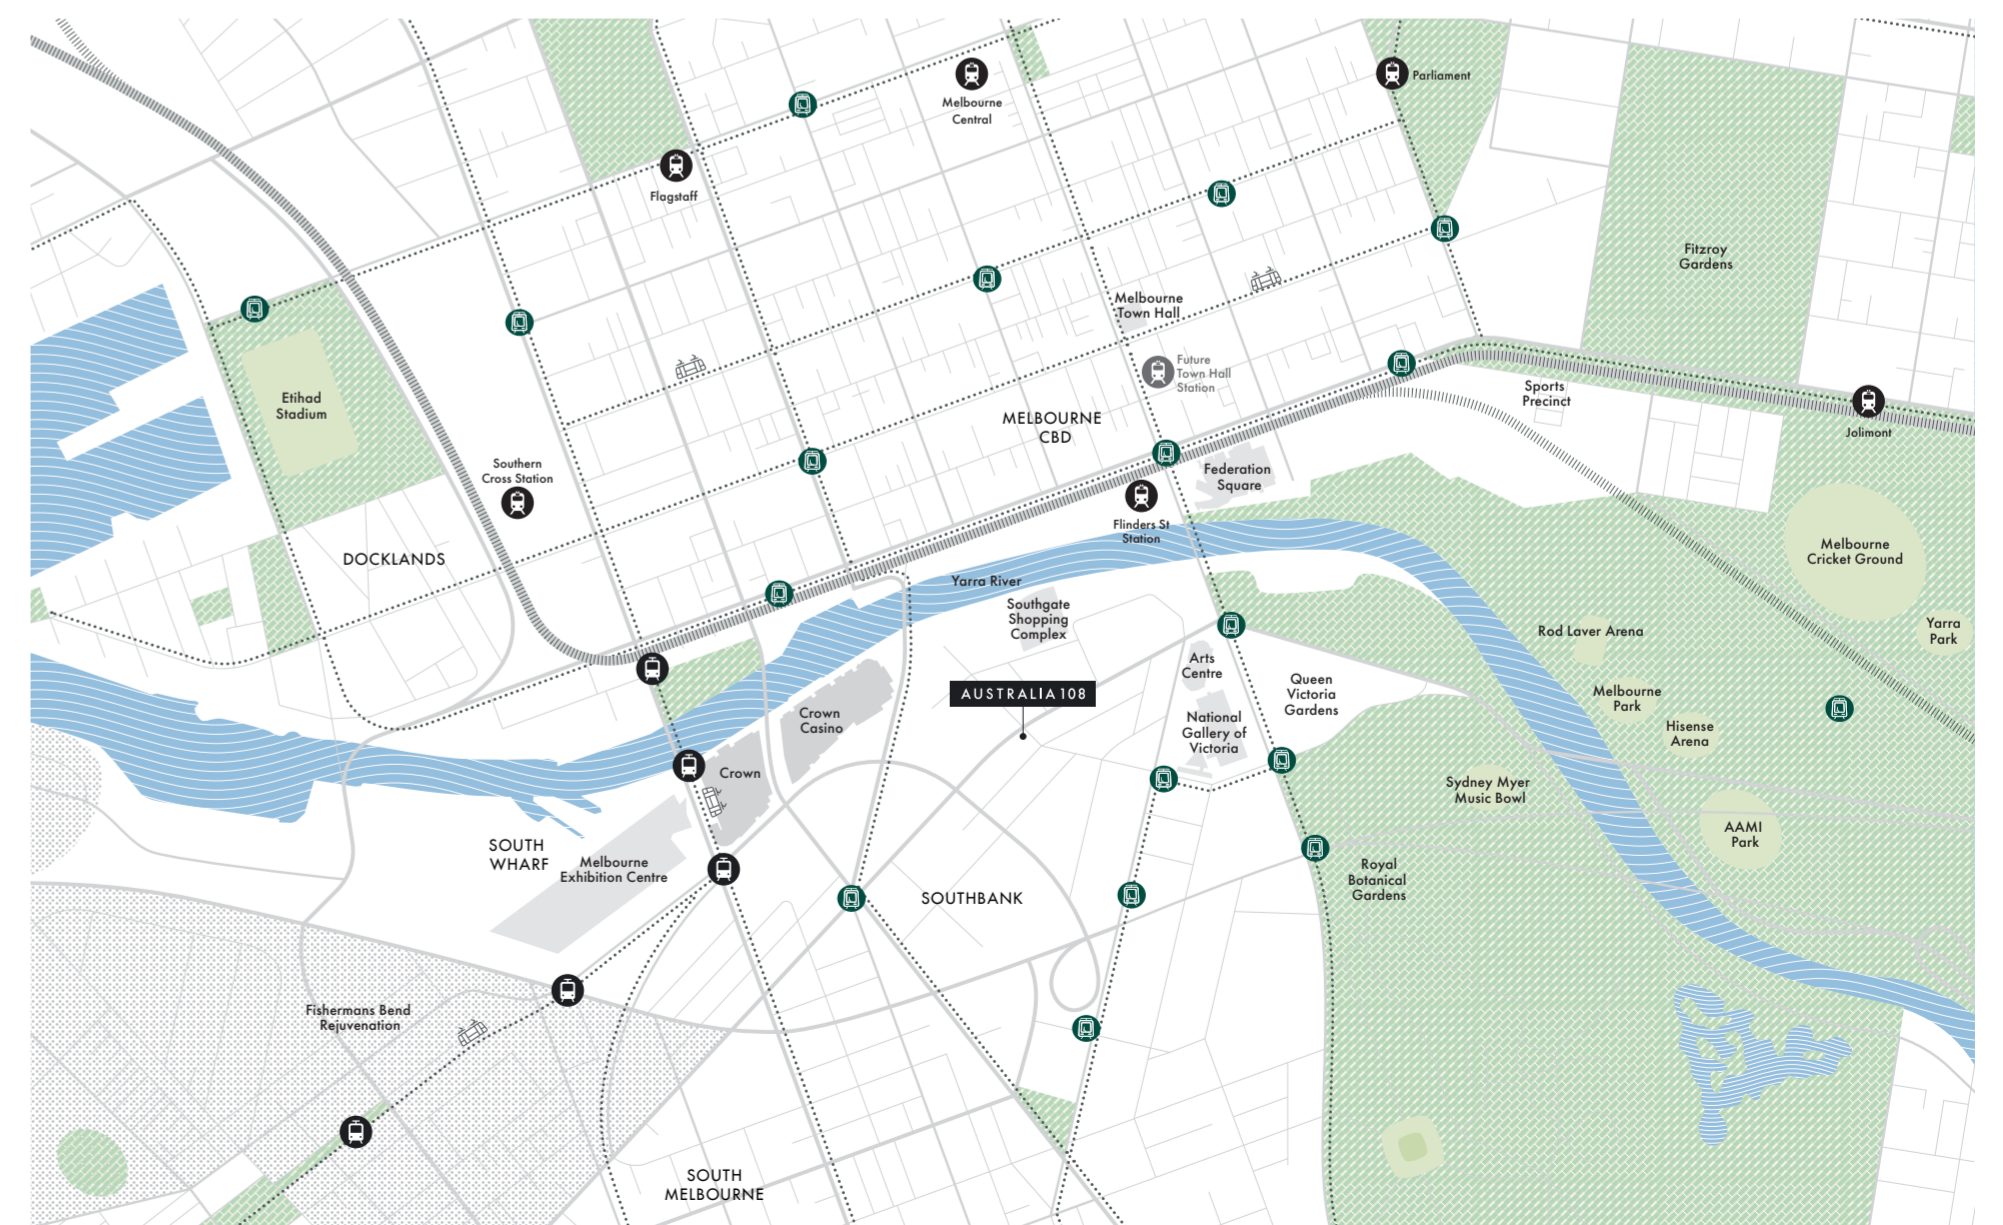 Melbourne
Central
Parliament
Flagstaff
Fitzroy
Gardens
Melbourne
Town Hall
Future
Town Hall
Station
Etihad
Stadium
MELBOURNE
CBD
Sports
Precinct
Jolimont
Southern
Cross Station
Federation
Square
Flinders St
Station
DOCKLANDS
Melbourne
Cricket Ground
Yarra River
Southgate
Shopping
Complex
Rod Laver Arena
Yarra
Park
Arts
Centre
AUSTRALIA108
Queen
Victoria
Gardens
Melbourne
Park
Crown
Casino
National
Gallery of
Victoria
Hisense
Arena
Crown
Sydney Myer
Music Bowl
AAMI
Park
SOUTH
WHARF
Melbourne
Exhibition Centre
Royal
Botanical
Gardens
SOUTHBANK
Fishermans Bend
Rejuvenation
SOUTH
MELBOURNE